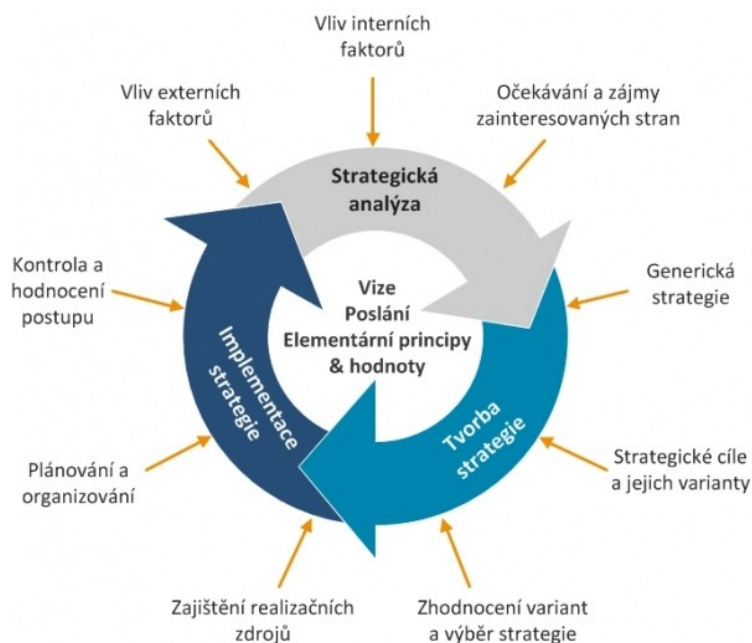 Vliv interních
faktorů
Vliv externích
faktorů
Očekávání a zájmy
zainteresovaných stran
Strategická
analýza
Kontrola a
hodnocení
postupu
Generická
strategie
Vize
Poslání
Elementární principy
& hodnoty
Implementace
strategie
Tvorba
strategie
Plánování a
organizování
Strategické cíle
a jejich varianty
Zajištění realizačních
zdrojů
Zhodnocení variant
a výběr strategie